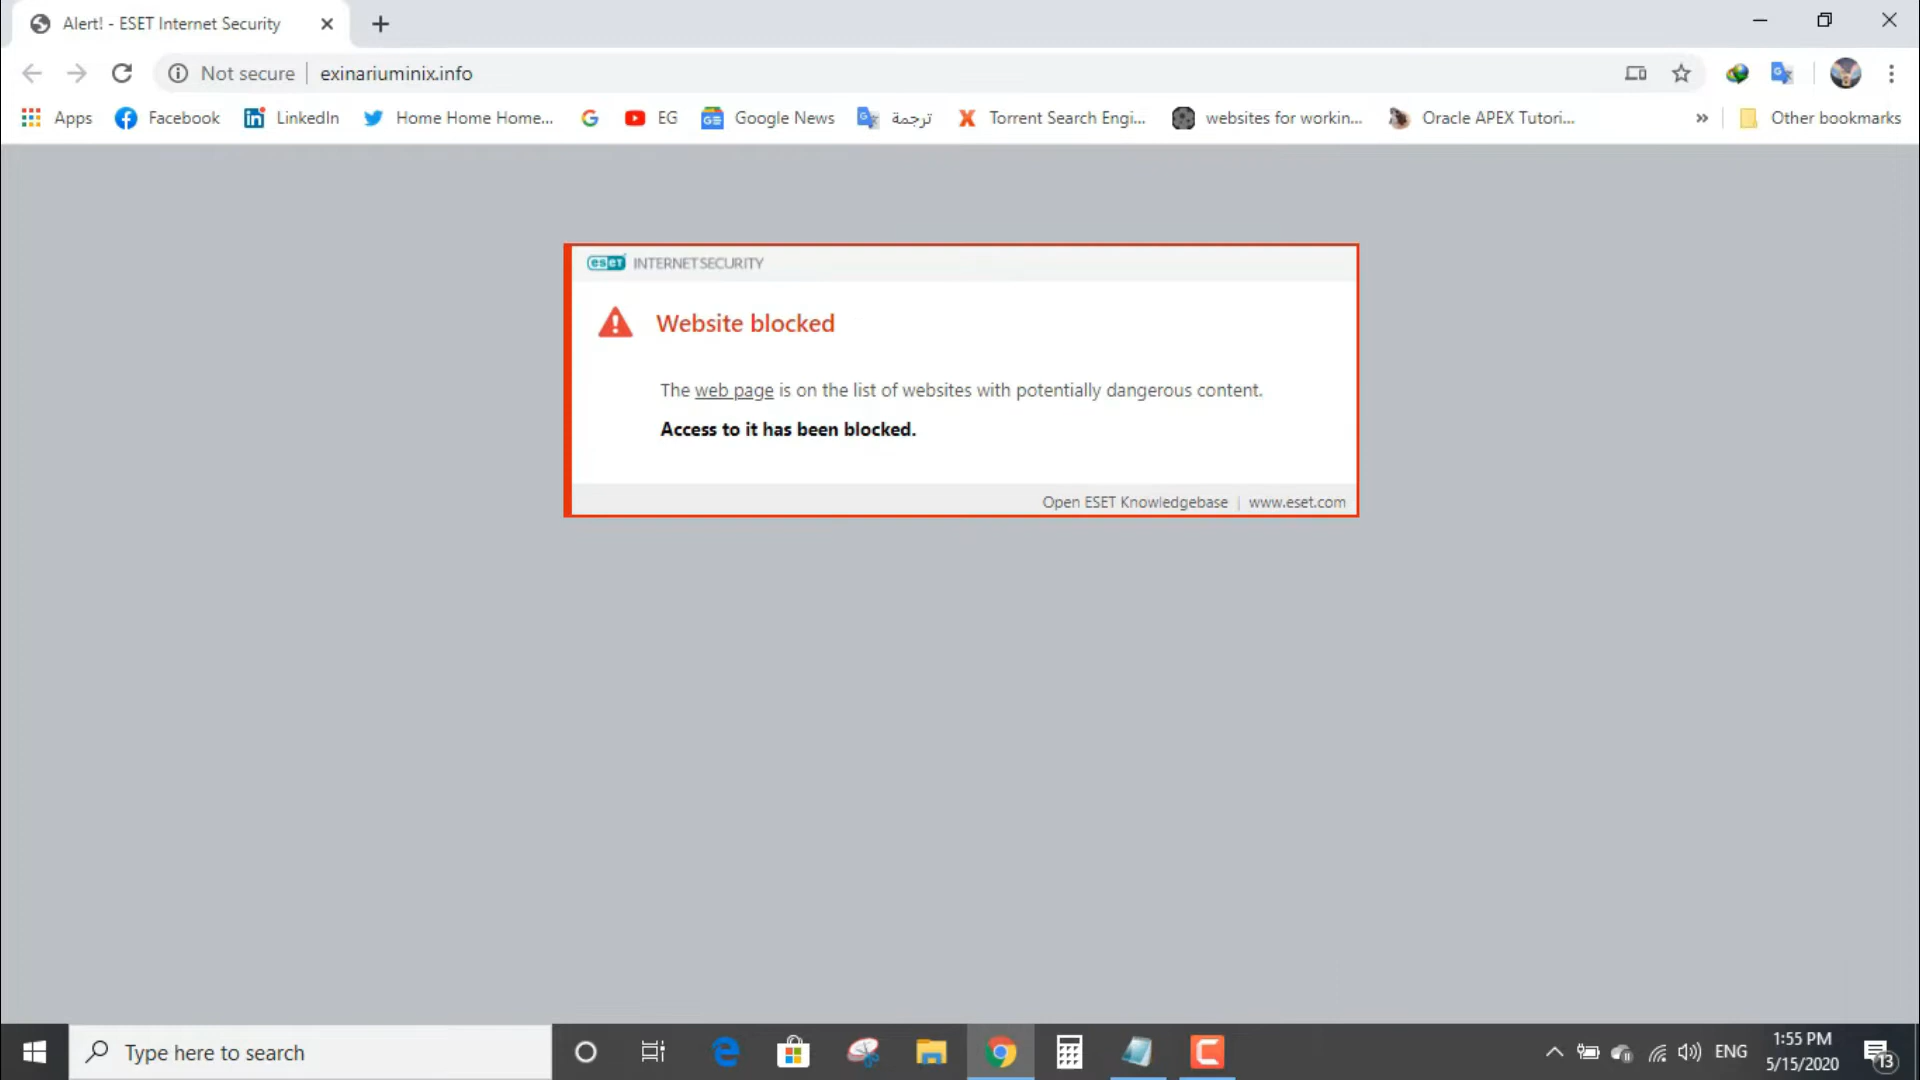 Alert! - ESET Internet Security
Not secure
exinariuminix.info
Apps
Facebook
LinkedIn
Home Home Home...
EG
Google News
ترجمة
Torrent Search Engi...
websites for workin...
Oracle APEX Tutori...
»
Other bookmarks
eseT INTERNET SECURITY
Website blocked
The web page is on the list of websites with potentially dangerous content.
Access to it has been blocked.
Open ESET Knowledgebase | www.eset.com
Type here to search
ENG
1:55 PM
5/15/2020
13